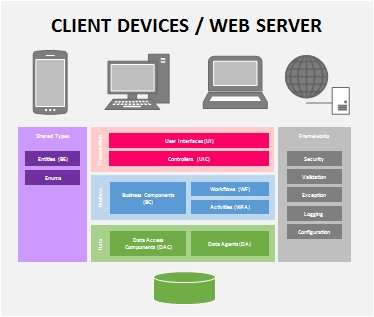 CLIENT DEVICES / WEB SERVER
Shared Types
Entities (BE)
Enums
Presentation
User Interfaces (UI)
Controllers (UIC)
Business
Business Components
(BC)
Workflows (WF)
Activities (WFA)
Data
Data Access
Components (DAC)
Data Agents (DA)
Frameworks
Security
Validation
Exception
Logging
Configuration